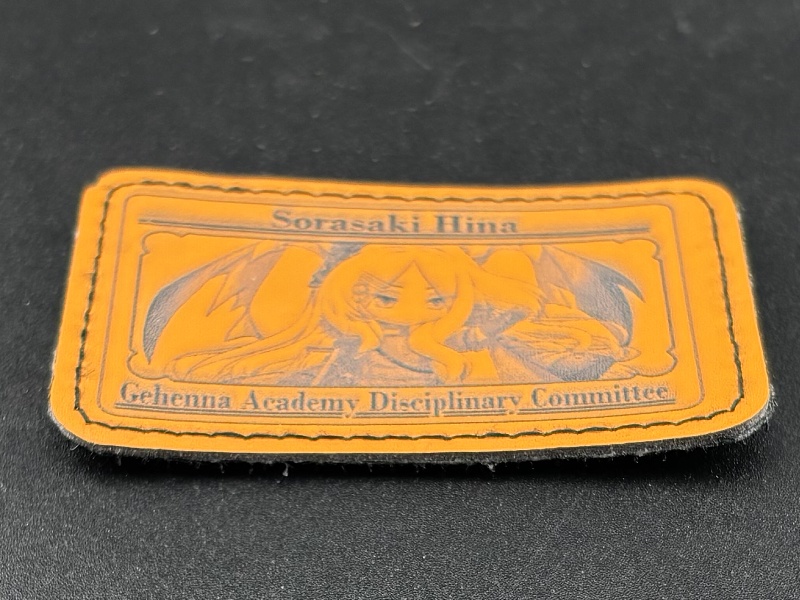 Sorasaki Hina
Gehenna Academy Disciplinary Committee